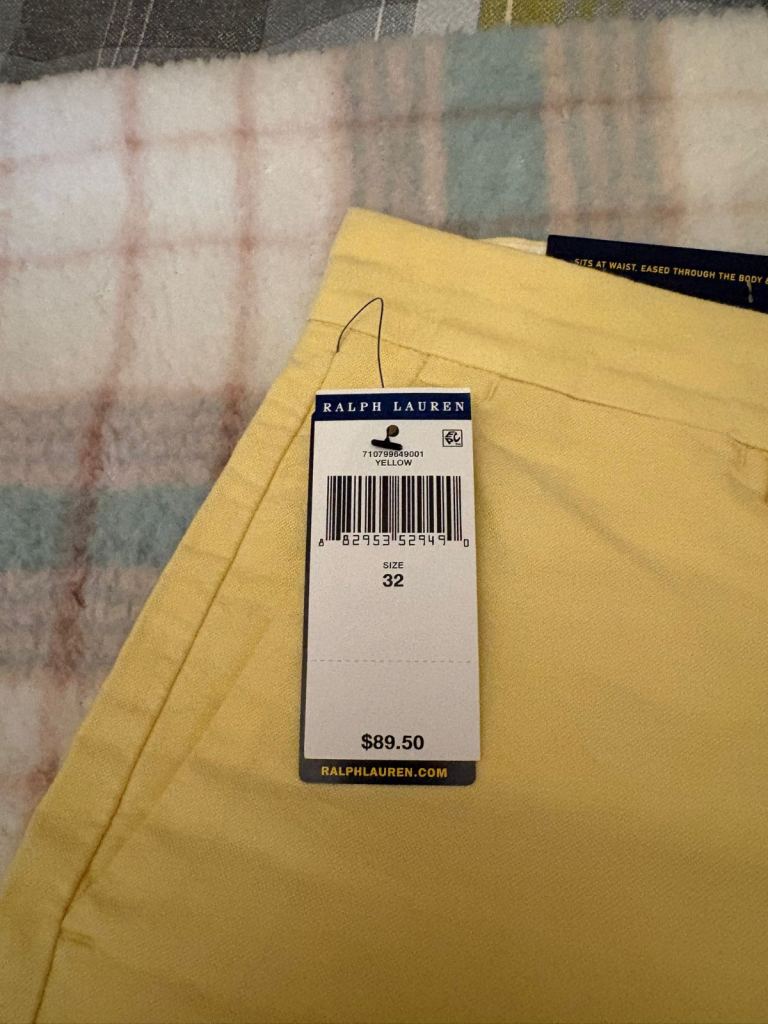 SITS AT WAIST. EASED THROUGH THE BODY
RALPH LAUREN
710799649001
YELLOW
8 82953 52949 0
SIZE
32
$89.50
RALPHLAUREN.COM